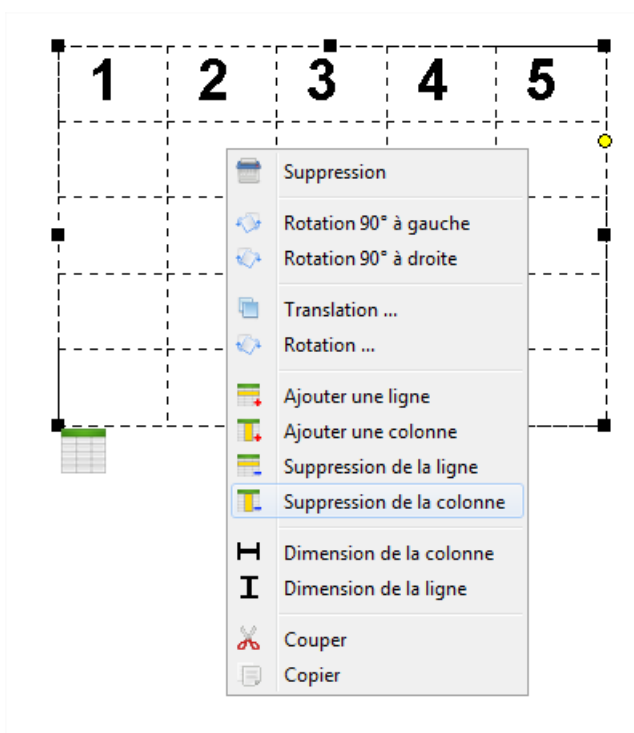 1 2 3 4 5
Suppression
Rotation 90° à gauche
Rotation 90° à droite
Translation ...
Rotation ...
Ajouter une ligne
Ajouter une colonne
Suppression de la ligne
Suppression de la colonne
Dimension de la colonne
Dimension de la ligne
Couper
Copier